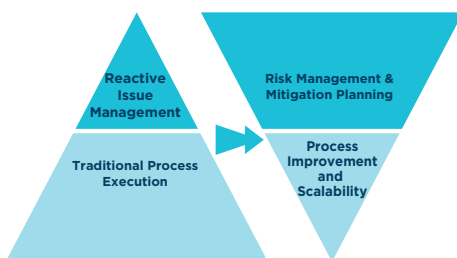 Reactive
Issue
Management
Traditional Process
Execution
Risk Management &
Mitigation Planning
Process
Improvement
and
Scalability